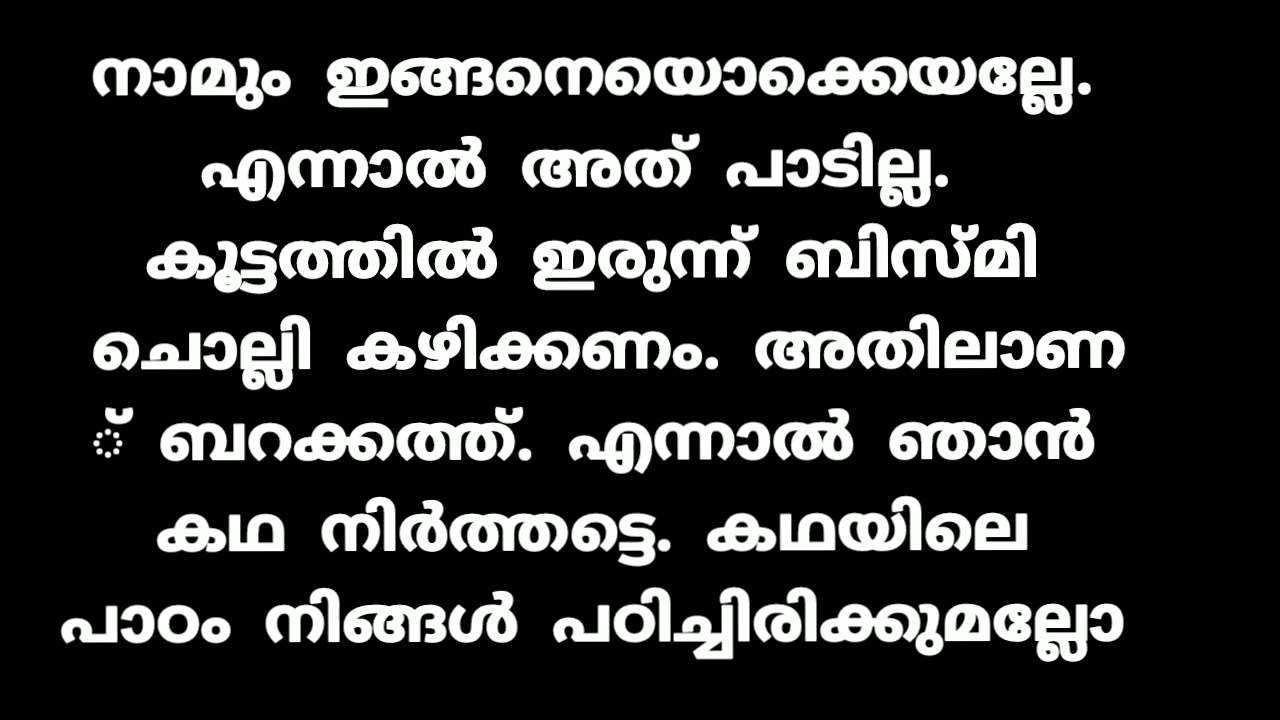 നാമും ഇങ്ങനെയൊക്കെയല്ലേ.
എന്നാൽ അത് പാടില്ല.
കൂട്ടത്തിൽ ഇരുന്ന് ബിസ്മി
ചൊല്ലി കഴിക്കണം. അതിലാണ
് ബറക്കത്ത്. എന്നാൽ ഞാൻ
കഥ നിർത്തട്ടെ. കഥയിലെ
പാഠം നിങ്ങൾ പഠിച്ചിരിക്കുമല്ലോ